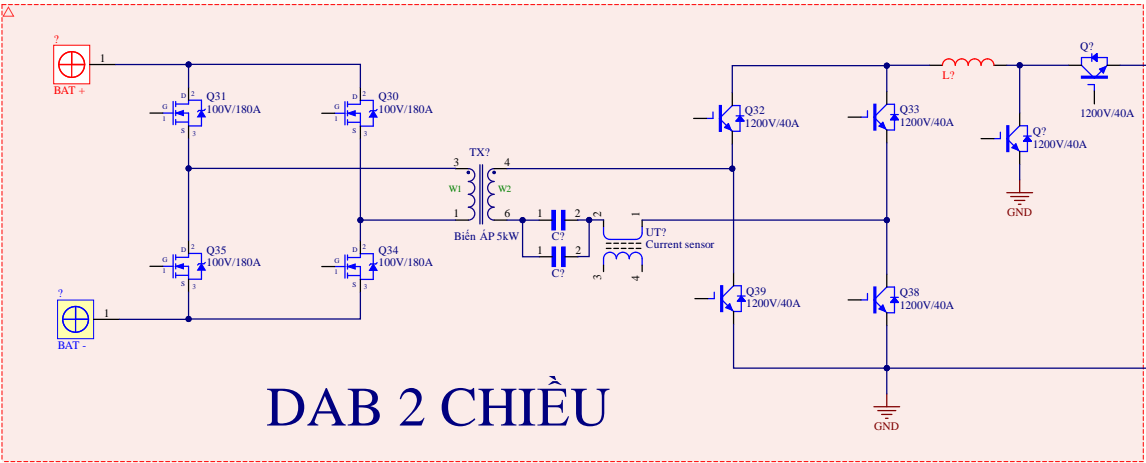 ?
1
BAT +
D 2
G
1
S
3
Q31
100V/180A
D 2
G
1
S
3
Q30
100V/180A
Q32
1200V/40A
Q33
1200V/40A
L?
Q?
1200V/40A
Q?
1200V/40A
GND
TX?
3
4
W1
W2
1
6
Biến ÁP 5kW
1
2
C?
1
2
C?
2
1
UT?
Current sensor
3
4
D 2
G
1
S
3
Q35
100V/180A
D 2
G
1
S
3
Q34
100V/180A
?
1
BAT -
Q39
1200V/40A
Q38
1200V/40A
DAB 2 CHIỀU
GND